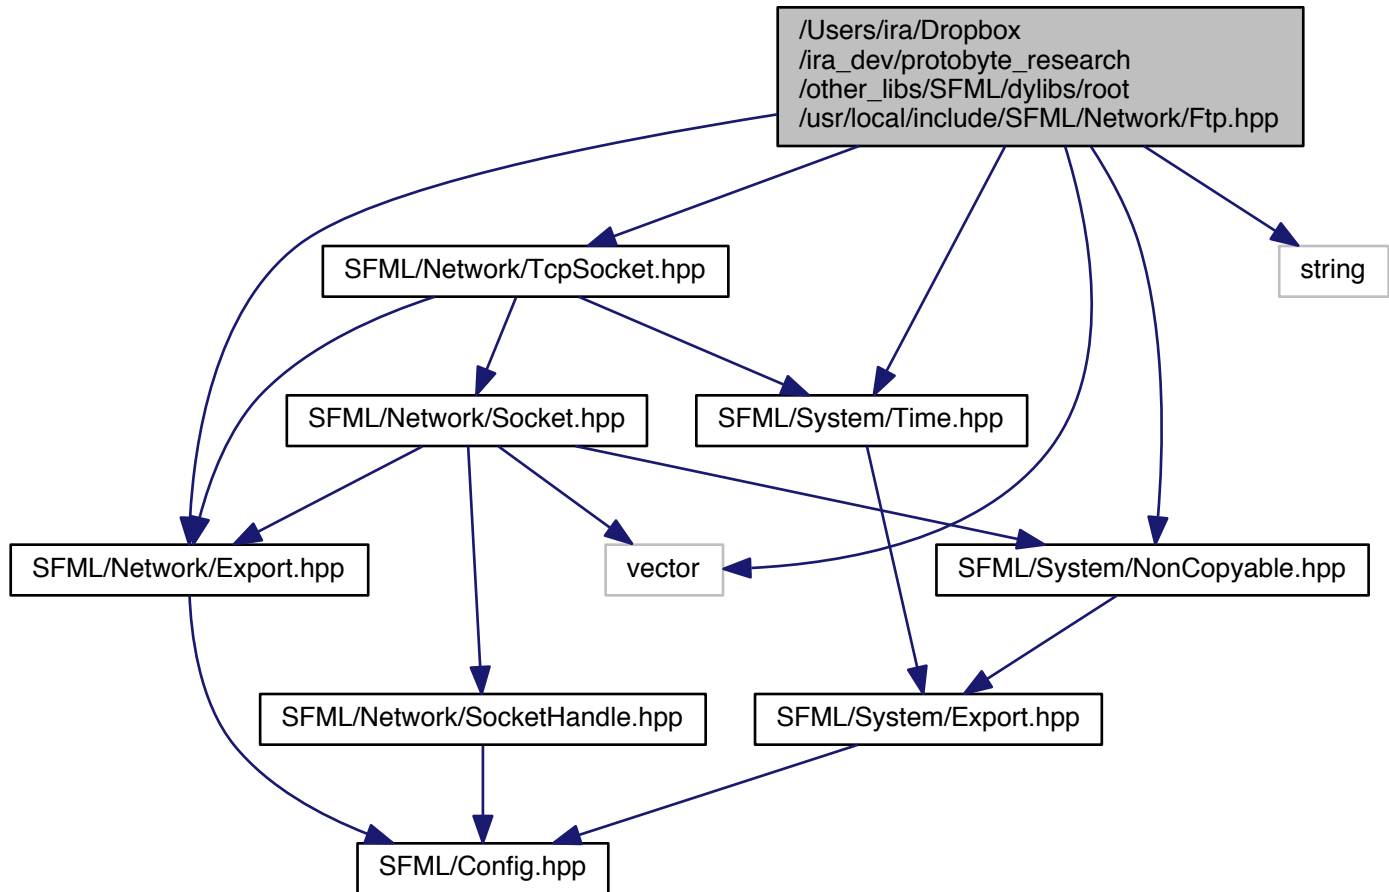 /Users/ira/Dropbox
/ira_dev/protobyte_research
/other_libs/SFML/dylibs/root
/usr/local/include/SFML/Network/Ftp.hpp
SFML/Network/TcpSocket.hpp
string
SFML/Network/Socket.hpp
SFML/System/Time.hpp
SFML/Network/Export.hpp
vector
SFML/System/NonCopyable.hpp
SFML/Network/SocketHandle.hpp
SFML/System/Export.hpp
SFML/Config.hpp